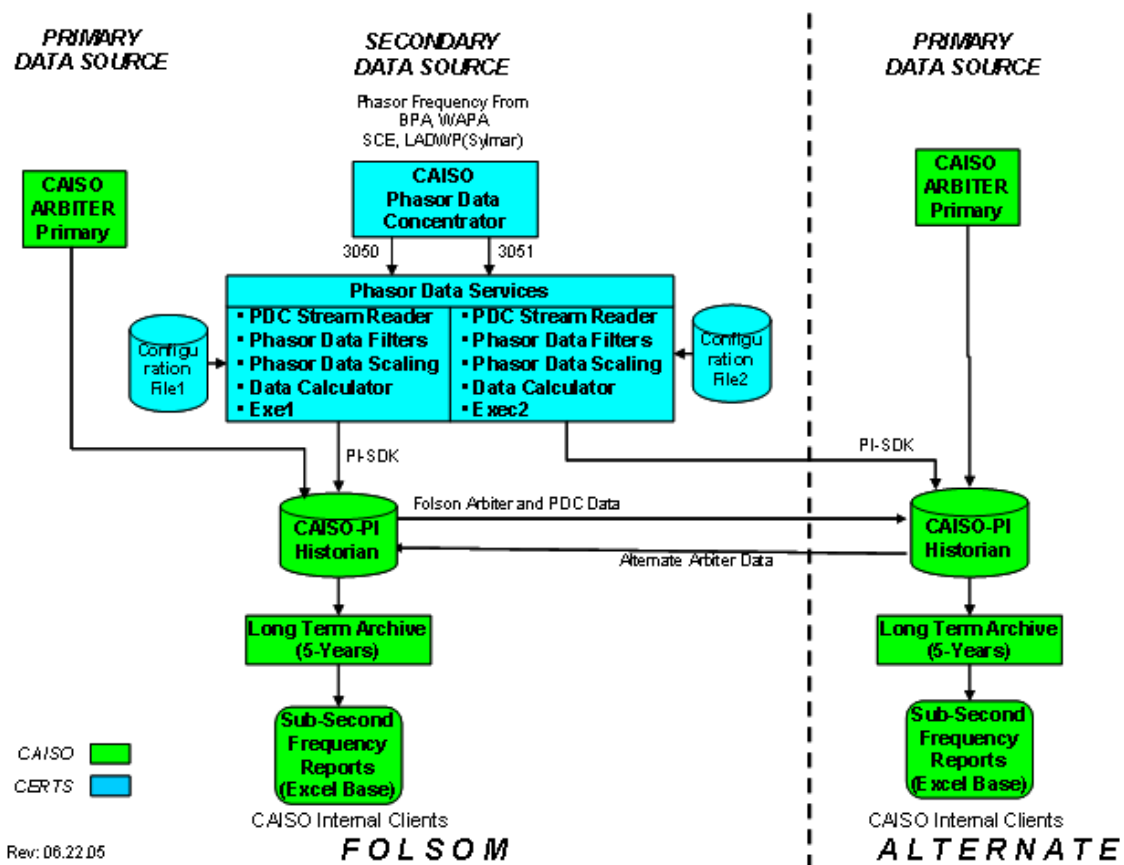 PRIMARY
DATA SOURCE
SECONDARY
DATA SOURCE
PRIMARY
DATA SOURCE
Phasor Frequency From
BPA, WAPA
SCE, LADWP(Sylmar)
CAISO
ARBITER
Primary
CAISO
Phasor Data
Concentrator
CAISO
ARBITER
Primary
3050
3051
Phasor Data Services
▪ PDC Stream Reader
▪ Phasor Data Filters
▪ Phasor Data Scaling
▪ Data Calculator
▪ Exe1
▪ PDC Stream Reader
▪ Phasor Data Filters
▪ Phasor Data Scaling
▪ Data Calculator
▪ Exec2
Configu
ration
File1
Configu
ration
File2
PI-SDK
PI-SDK
CAISO-PI
Historian
Folson Arbiter and PDC Data
Alternate Arbiter Data
CAISO-PI
Historian
Long Term Archive
(5-Years)
Long Term Archive
(5-Years)
Sub-Second
Frequency
Reports
(Excel Base)
Sub-Second
Frequency
Reports
(Excel Base)
CAISO
CERTS
CAISO Internal Clients
CAISO Internal Clients
Rev: 06.22.05
FOLSOM
ALTERNATE